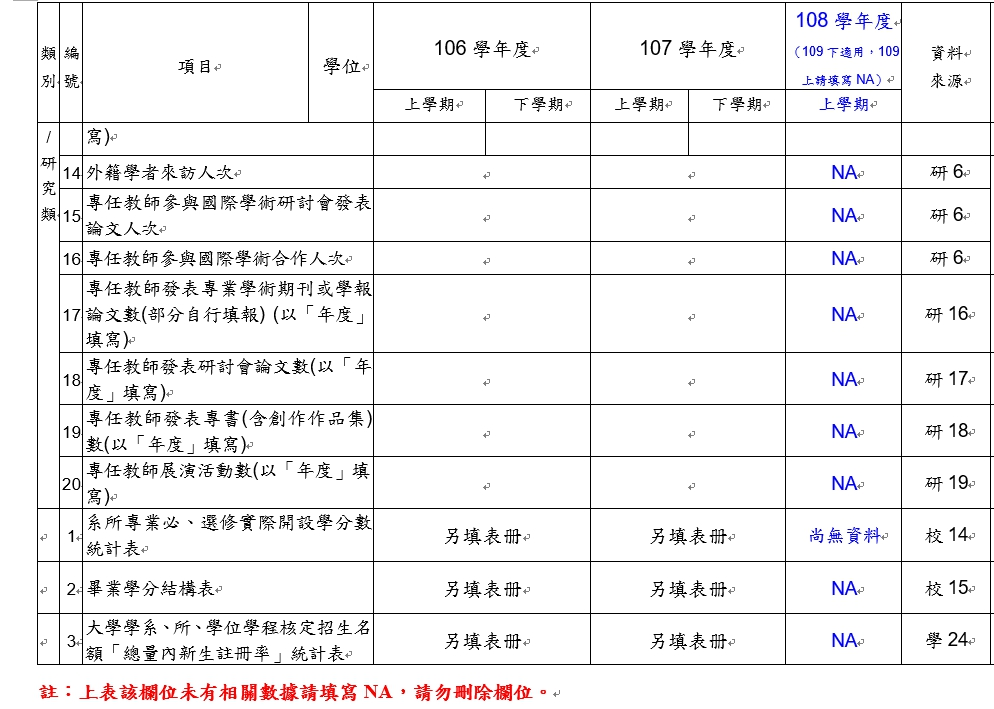 類別 編號 項目 學位 106 學年度 107 學年度 108 學年度 資料來源
(109 下適用，109
上請填寫 NA)
上學期 下學期 上學期 下學期 上學期
/研究類
寫)
14 外籍學者來訪人次 NA 研 6
15 專任教師參與國際學術研討會發表
論文人次 NA 研 6
16 專任教師參與國際學術合作人次 NA 研 6
17 專任教師發表專業學術期刊或學報
論文數(部分自行填報) (以「年度」
填寫) NA 研 16
18 專任教師發表研討會論文數(以「年
度」填寫) NA 研 17
19 專任教師發表專書(含創作作品集)
數(以「年度」填寫) NA 研 18
20 專任教師展演活動數(以「年度」填
寫) NA 研 19
1 系所專業必、選修實際開設學分數
統計表 另填表冊 另填表冊 尚無資料 校 14
2 畢業學分結構表 另填表冊 另填表冊 NA 校 15
3 大學學系、所、學位學程核定招生名
額「總量內新生註冊率」統計表 另填表冊 另填表冊 NA 學 24
註：上表該欄位未有相關數據請填寫 NA，請勿刪除欄位。